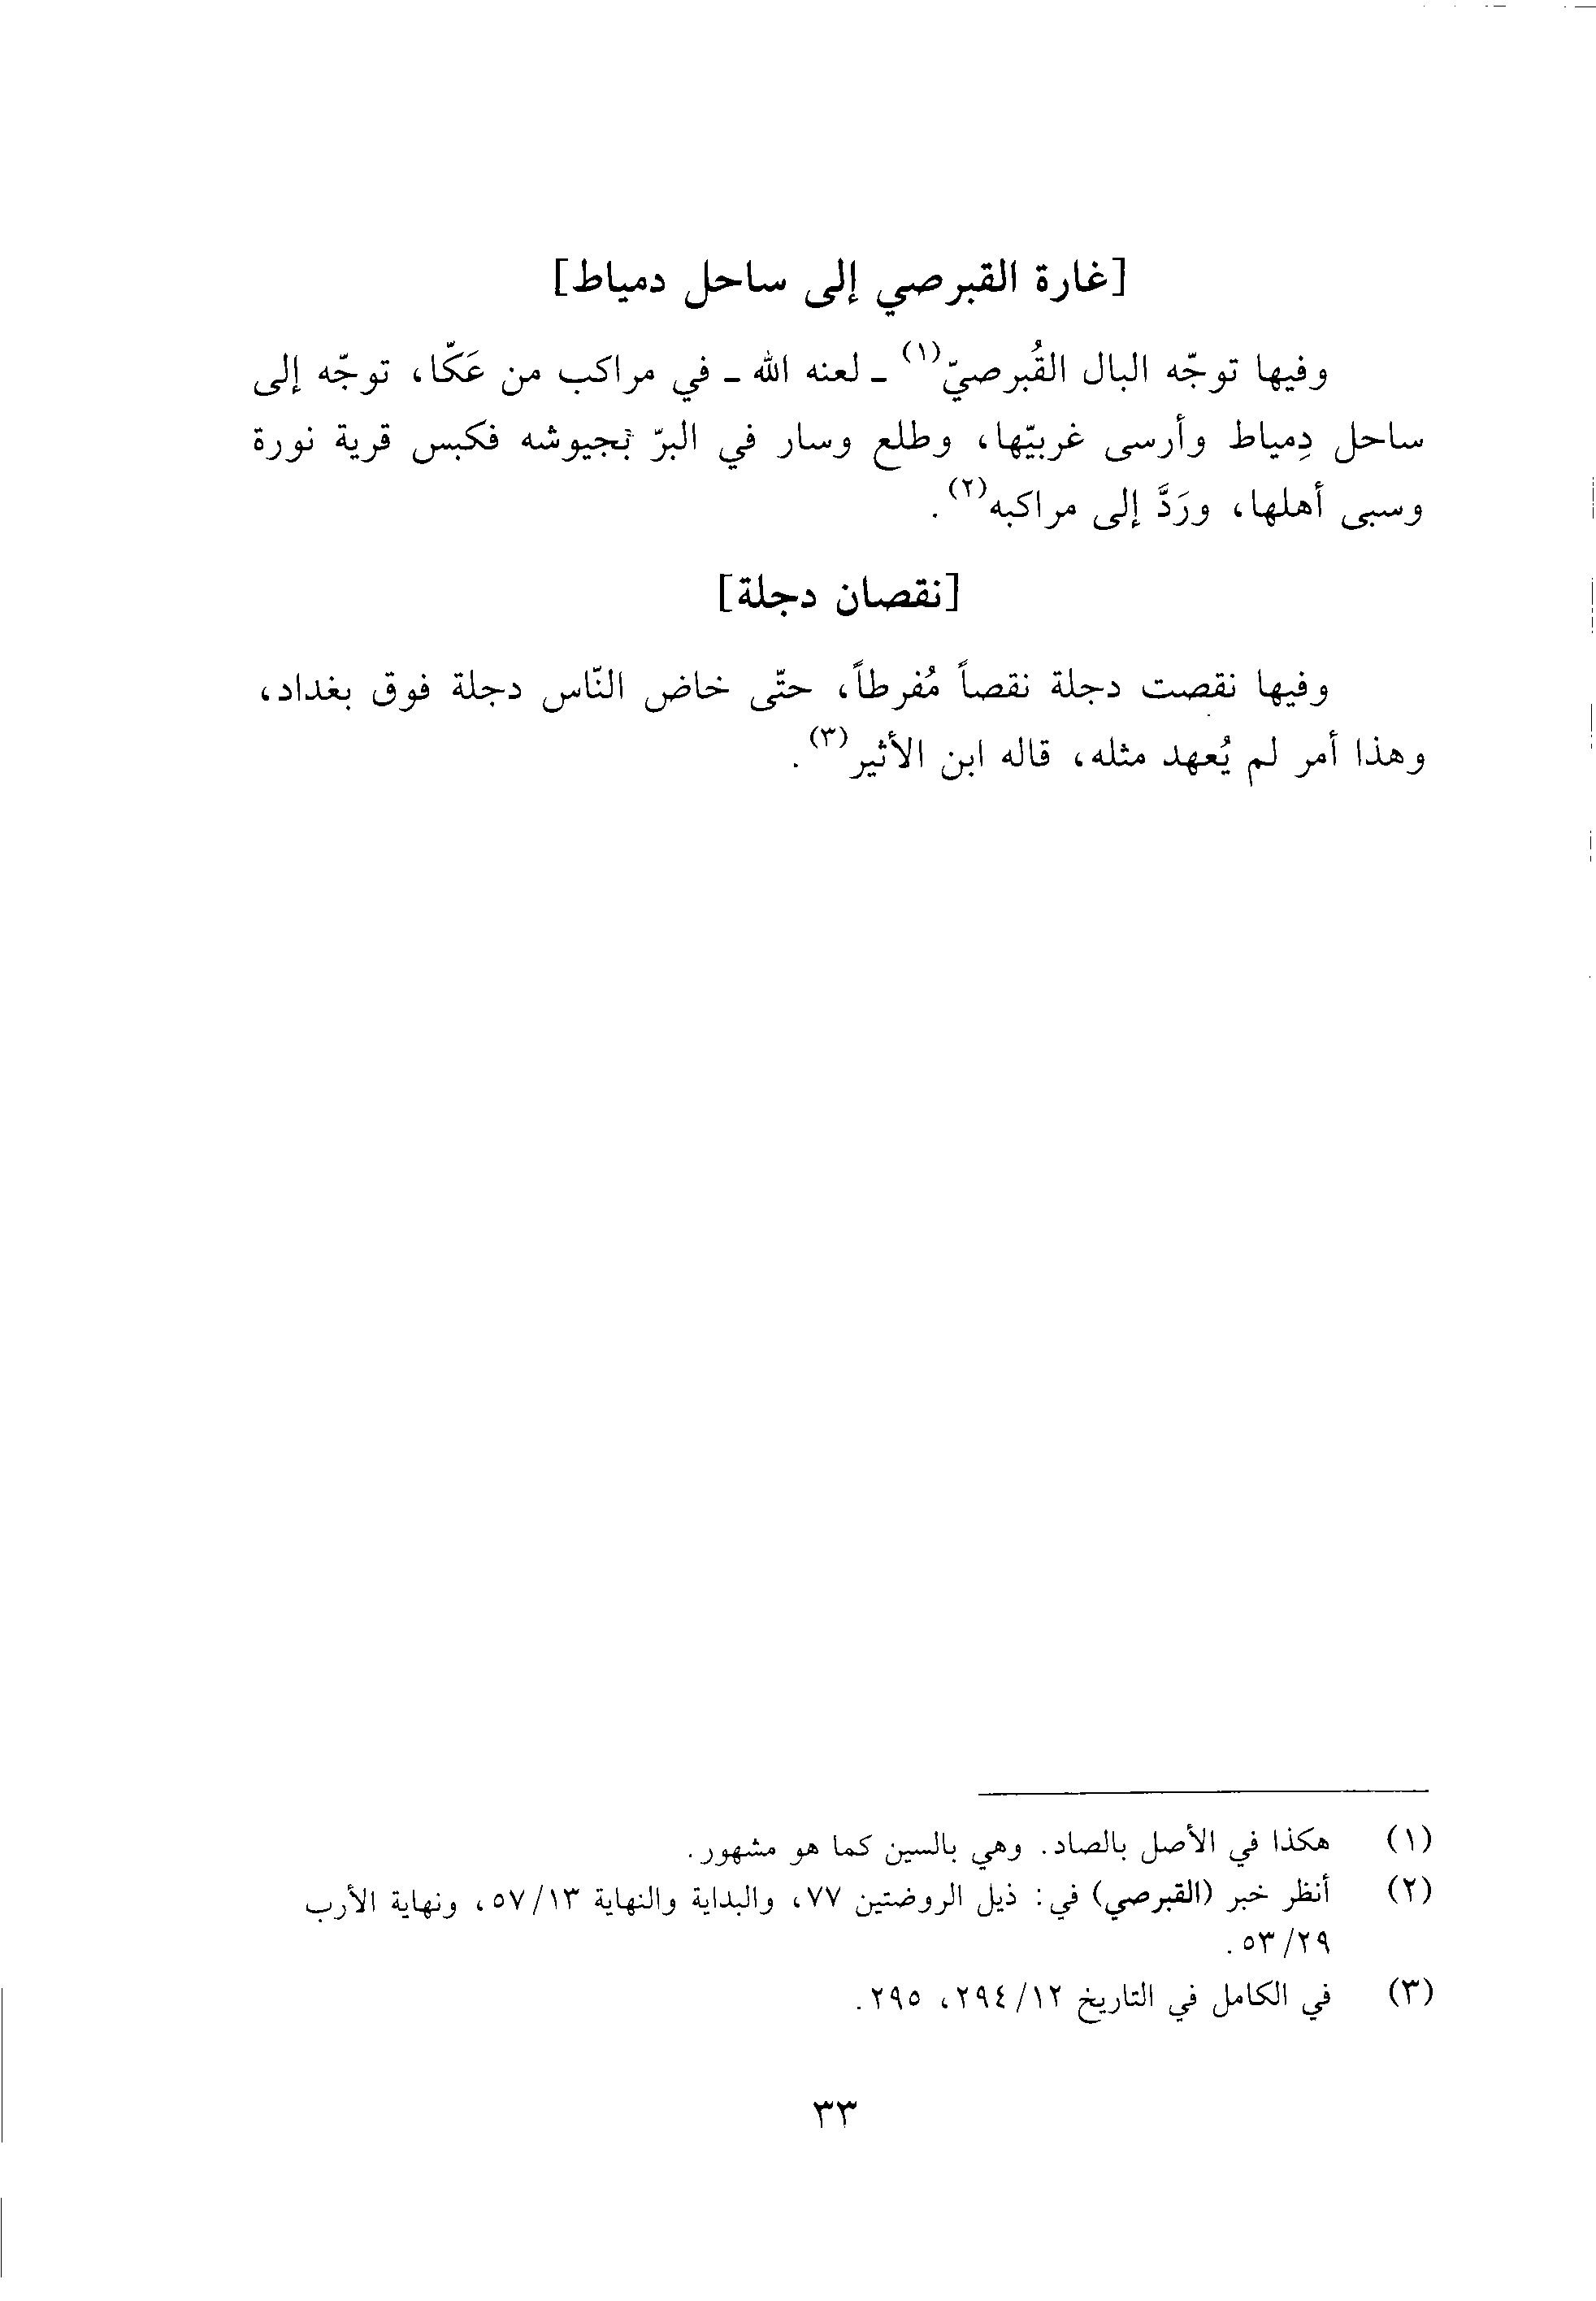 [غارة القبرصي إلى ساحل دمياط]
وفيها توجّه البال القُبرصيّ(١) ـ لعنه الله ـ في مراكب من عَكّا، توجّه إلى
ساحل دِمياط وأرسى غربيّها، وطلع وسار في البرّ بجيوشه فكبس قرية نورة
وسبى أهلها، ورَدَّ إلى مراكبه(٢).
[نقصان دجلة]
وفيها نقصت دجلة نقصاً مُفرطاً، حتّى خاض النّاس دجلة فوق بغداد،
وهذا أمر لم يُعهد مثله، قاله ابن الأثير(٣).
(١) هكذا في الأصل بالصاد. وهي بالسين كما هو مشهور.
(٢) أنظر خبر (القبرصي) في: ذيل الروضتين ٧٧، والبداية والنهاية ١٣/ ٥٧، ونهاية الأرب
٢٩/ ٥٣.
(٣) في الكامل في التاريخ ١٢/ ٢٩٤، ٢٩٥.
٣٣